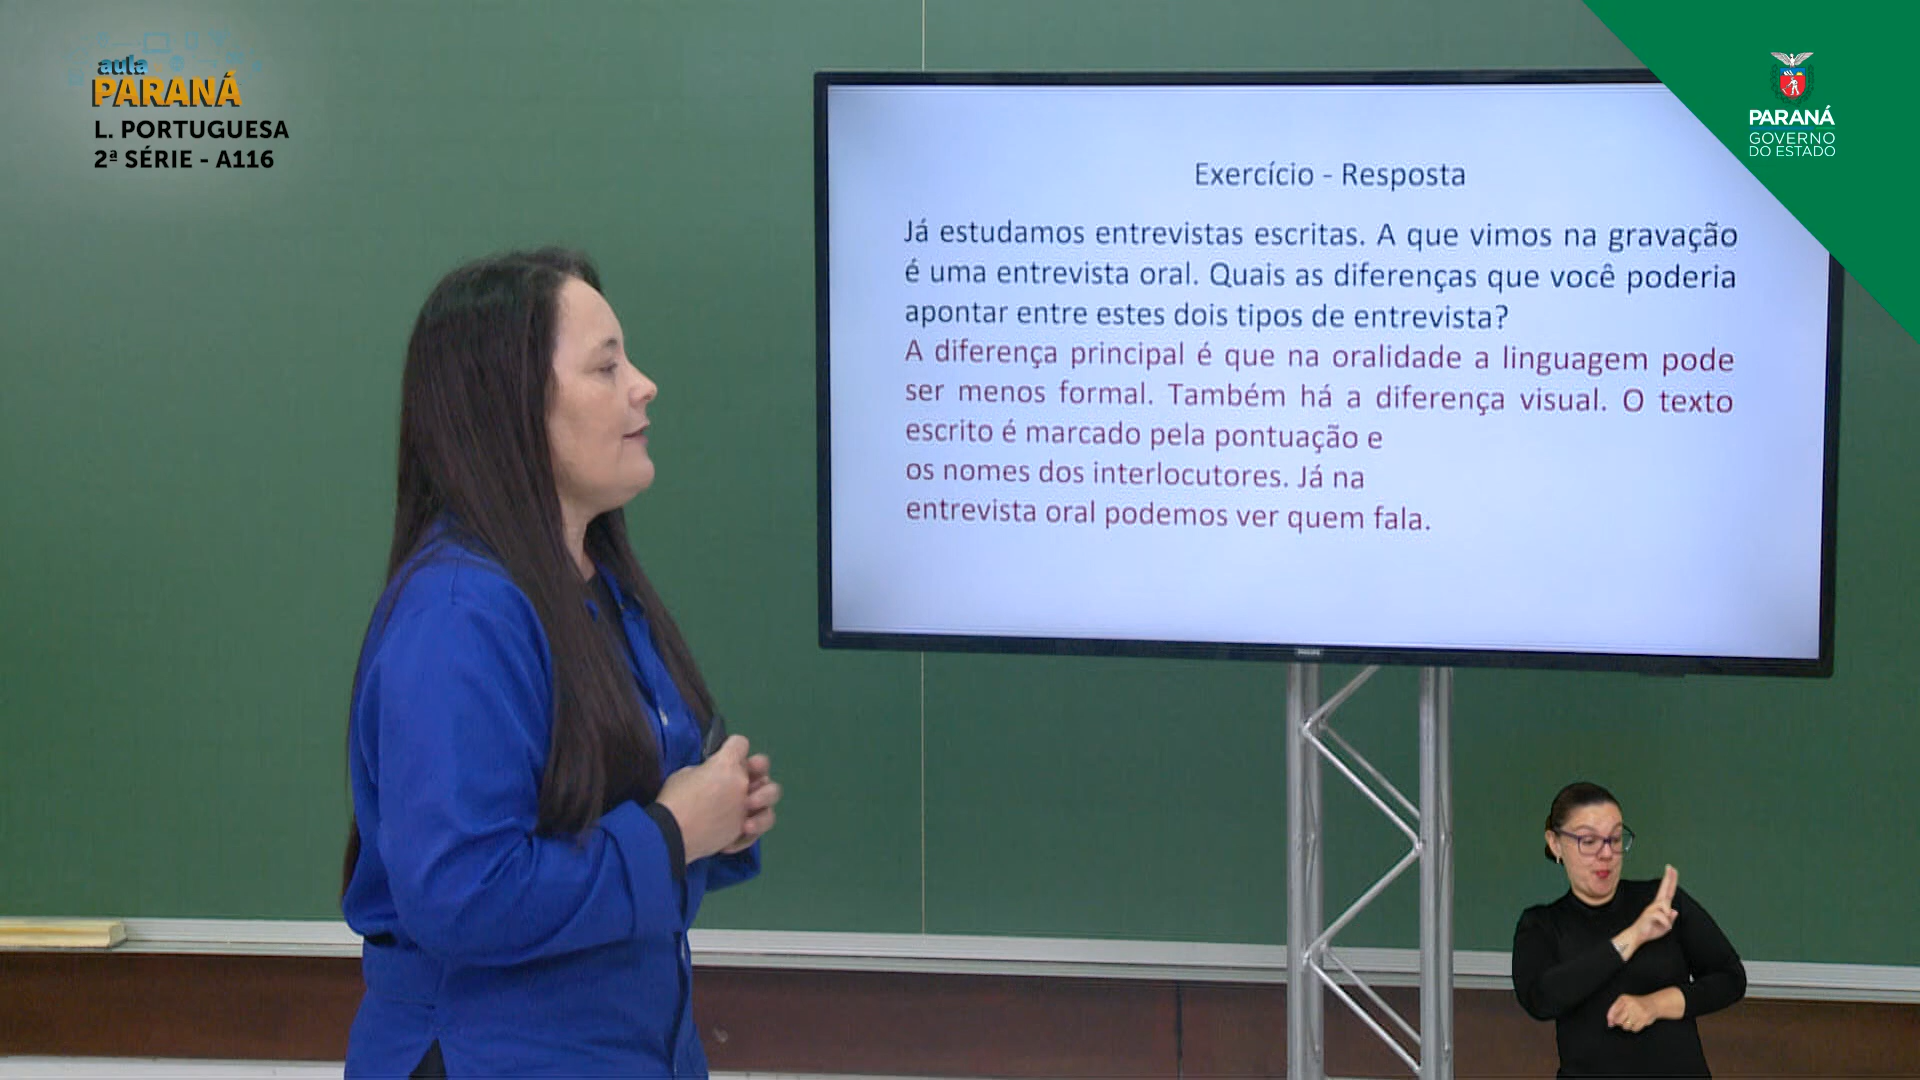 aula
PARANÁ
L. PORTUGUESA
2ª SÉRIE - A116
PARANÁ
GOVERNO
DO ESTADO
Exercício - Resposta
Já estudamos entrevistas escritas. A que vimos na gravação
é uma entrevista oral. Quais as diferenças que você poderia
apontar entre estes dois tipos de entrevista?
A diferença principal é que na oralidade a linguagem pode
ser menos formal. Também há a diferença visual. O texto
escrito é marcado pela pontuação e
os nomes dos interlocutores. Já na
entrevista oral podemos ver quem fala.
PHILIPS